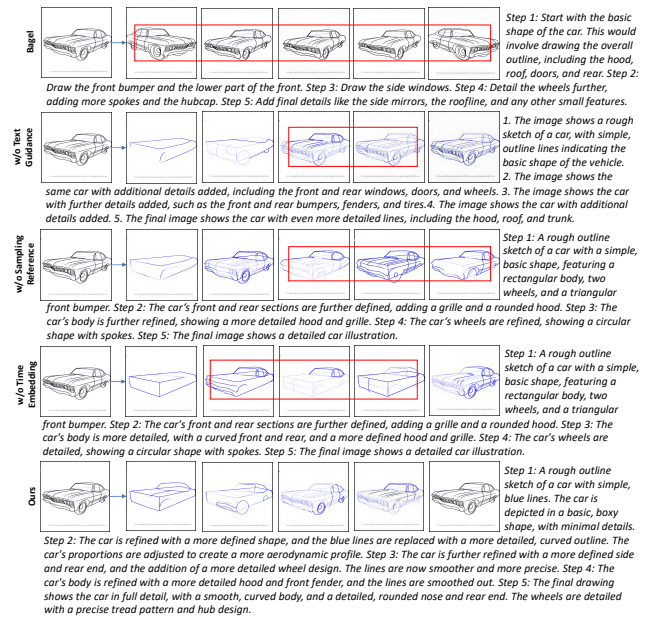 Bagel
Step 1: Start with the basic
shape of the car. This would
involve drawing the overall
outline, including the hood,
roof, doors, and rear. Step 2:
Draw the front bumper and the lower part of the front. Step 3: Draw the side windows. Step 4: Detail the wheels further,
adding more spokes and the hubcap. Step 5: Add final details like the side mirrors, the roofline, and any other small features.
w/o Text
Guidance
1. The image shows a rough
sketch of a car, with simple,
outline lines indicating the
basic shape of the vehicle.
2. The image shows the
same car with additional details added, including the front and rear windows, doors, and wheels. 3. The image shows the car
with further details added, such as the front and rear bumpers, fenders, and tires.4. The image shows the car with additional
details added. 5. The final image shows the car with even more detailed lines, including the hood, roof, and trunk.
w/o Sampling
Reference
Step 1: A rough outline
sketch of a car with a simple,
basic shape, featuring a
rectangular body, two
wheels, and a triangular
front bumper. Step 2: The car's front and rear sections are further defined, adding a grille and a rounded hood. Step 3: The
car's body is further refined, showing a more detailed hood and grille. Step 4: The car's wheels are refined, showing a circular
shape with spokes. Step 5: The final image shows a detailed car illustration.
w/o Time
Embedding
Step 1: A rough outline
sketch of a car with a simple,
basic shape, featuring a
rectangular body, two
wheels, and a triangular
front bumper. Step 2: The car's front and rear sections are further defined, adding a grille and a rounded hood. Step 3: The
car's body is more detailed, with a curved front and rear, and a more defined hood and grille. Step 4: The car's wheels are
detailed, showing a circular shape with spokes. Step 5: The final image shows a detailed car illustration.
Ours
Step 1: A rough outline
sketch of a car with simple,
blue lines. The car is
depicted in a basic, boxy
shape, with minimal details.
Step 2: The car is refined with a more defined shape, and the blue lines are replaced with a more detailed, curved outline. The
car's proportions are adjusted to create a more aerodynamic profile. Step 3: The car is further refined with a more defined side
and rear end, and the addition of a more detailed wheel design. The lines are now smoother and more precise. Step 4: The
car's body is refined with a more detailed hood and front fender, and the lines are smoothed out. Step 5: The final drawing
shows the car in full detail, with a smooth, curved body, and a detailed, rounded nose and rear end. The wheels are detailed
with a precise tread pattern and hub design.